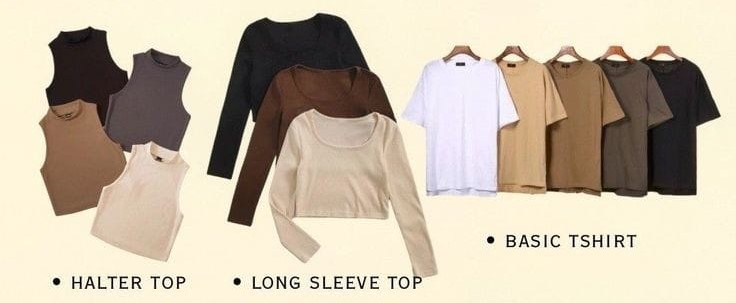 • HALTER TOP
• LONG SLEEVE TOP
• BASIC TSHIRT